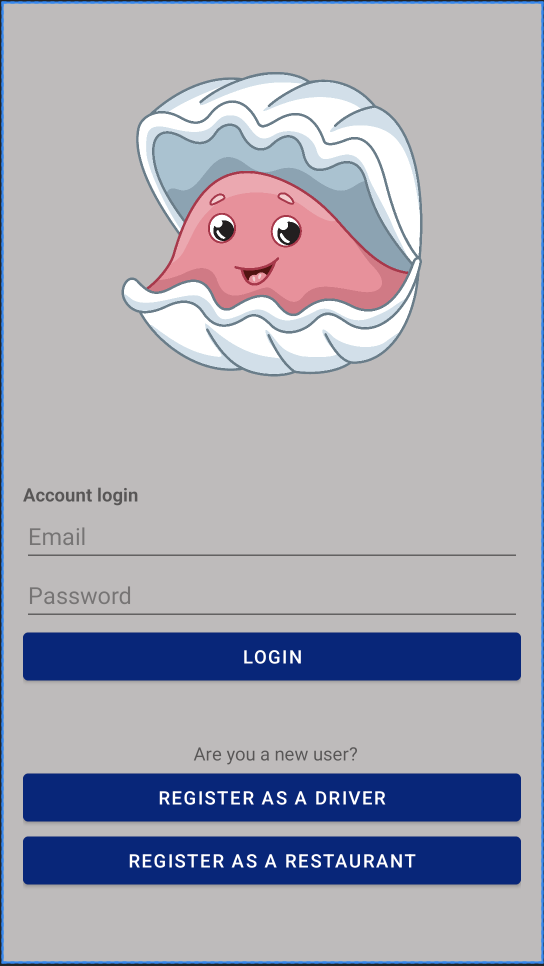 Account login
Email
Password
LOGIN
Are you a new user?
REGISTER AS A DRIVER
REGISTER AS A RESTAURANT